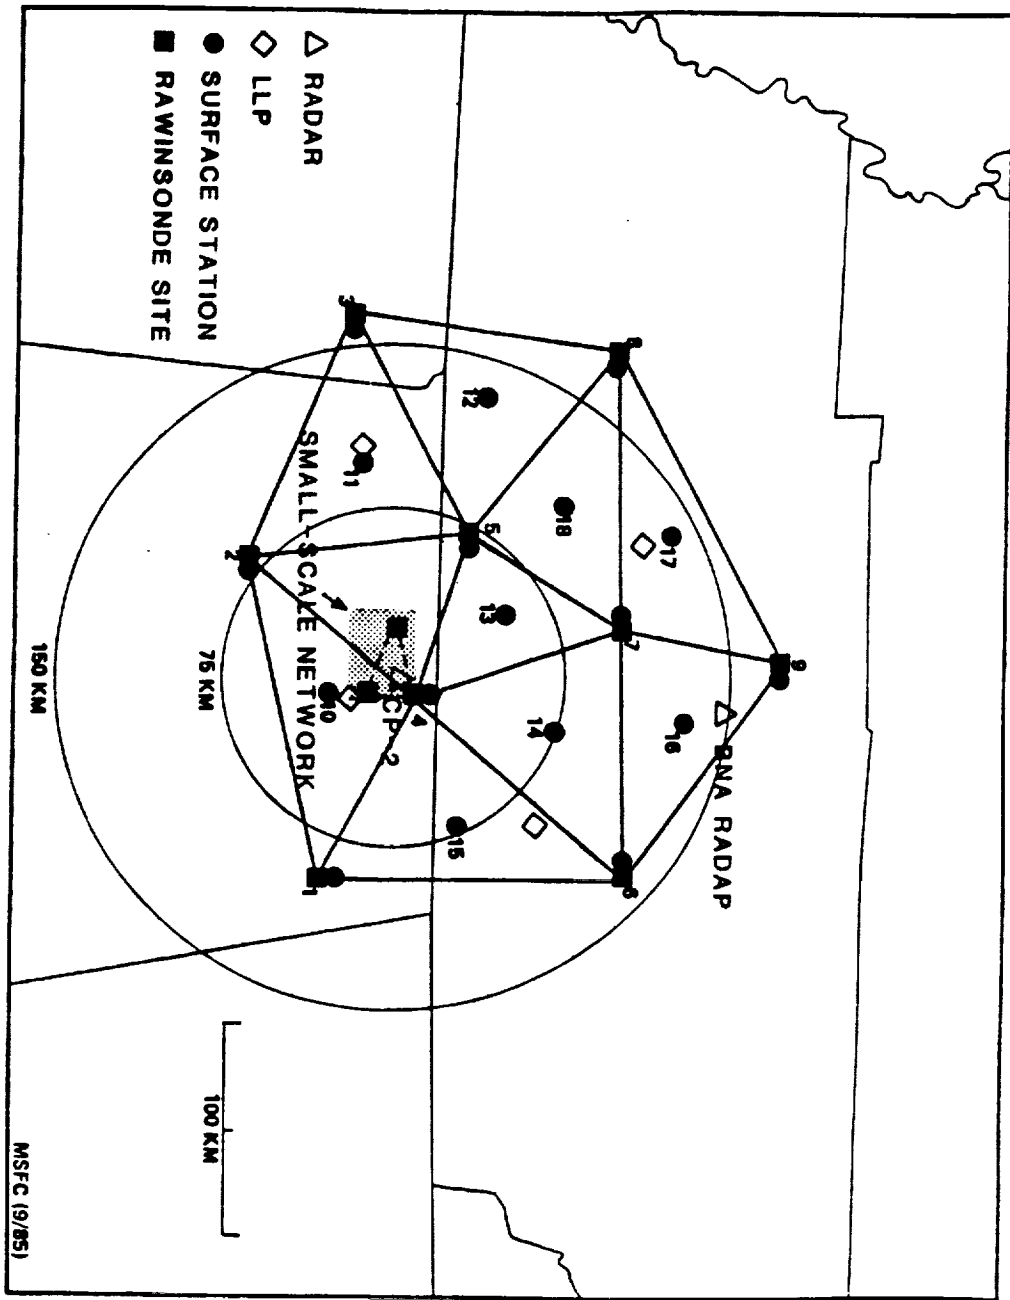 △ RADAR
◇ LLP
● SURFACE STATION
■ RAWINSONDE SITE
9
BNA RADAP
16
17
8
7
6
18
14
13
12
5
15
4
CP-2
3
11
SMALL-SCALE NETWORK
10
1
2
75 KM
150 KM
100 KM
MSFC (9/85)